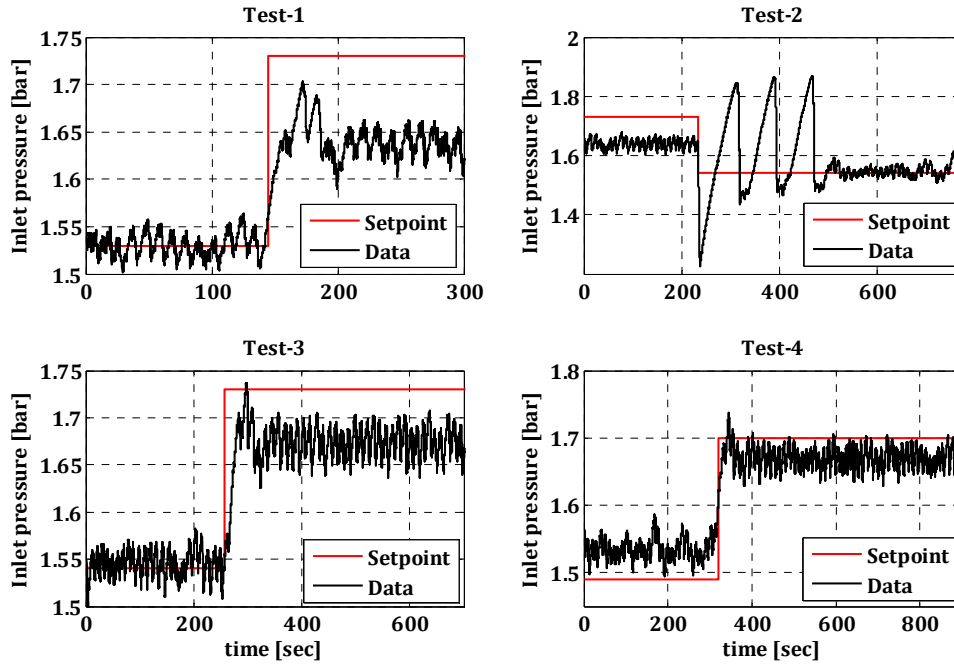 Test-1
Inlet pressure [bar]
1.75
1.7
1.65
1.6
1.55
1.5
0 100 200 300
Setpoint
Data
Test-2
Inlet pressure [bar]
2
1.8
1.6
1.4
0 200 400 600
Setpoint
Data
Test-3
Inlet pressure [bar]
1.75
1.7
1.65
1.6
1.55
1.5
0 200 400 600
time [sec]
Setpoint
Data
Test-4
Inlet pressure [bar]
1.8
1.7
1.6
1.5
0 200 400 600 800
time [sec]
Setpoint
Data